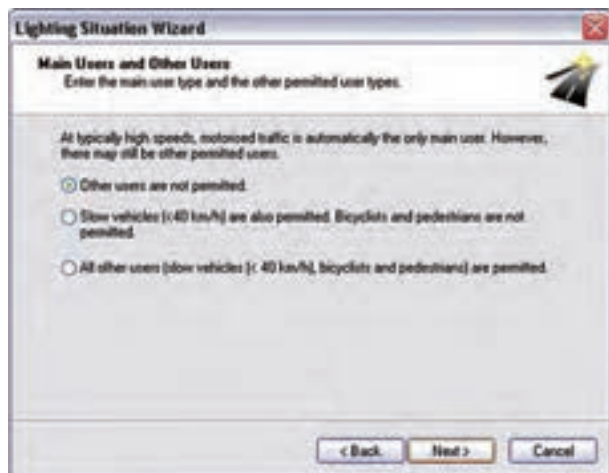 Lighting Situation Wizard
Main Users and Other Users
Enter the main user type and the other permitted user types.
At typically high speeds, motorised traffic is automatically the only main user. However,
there may still be other permitted users.
Other users are not permitted.
Slow vehicles (<40 km/h) are also permitted. Bicyclists and pedestrians are not
permitted.
All other users (slow vehicles (< 40 km/h), bicyclists and pedestrians) are permitted.
< Back
Next >
Cancel